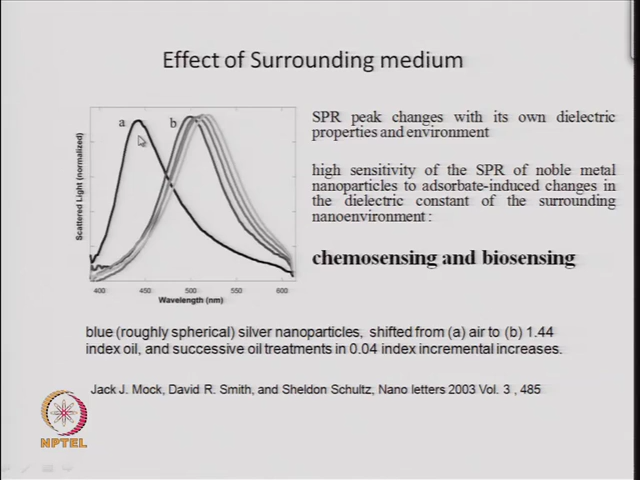 Effect of Surrounding medium
a
b
Scattered Light (normalized)
400
450
500
550
600
Wavelength (nm)
SPR peak changes with its own dielectric
properties and environment
high sensitivity of the SPR of noble metal
nanoparticles to adsorbate-induced changes in
the dielectric constant of the surrounding
nanoenvironment :
chemosensing and biosensing
blue (roughly spherical) silver nanoparticles, shifted from (a) air to (b) 1.44
index oil, and successive oil treatments in 0.04 index incremental increases.
Jack J. Mock, David R. Smith, and Sheldon Schultz, Nano letters 2003 Vol. 3 , 485
NPTEL